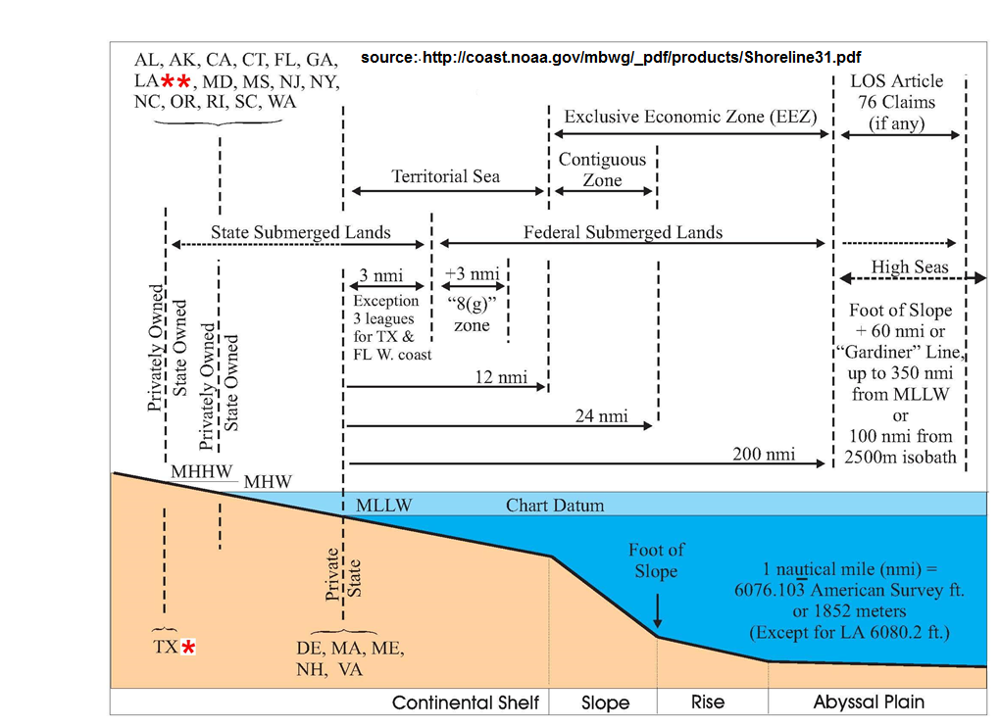 AL, AK, CA, CT, FL, GA,
LA**, MD, MS, NJ, NY,
NC, OR, RI, SC, WA
source: http://coast.noaa.gov/mbwg/_pdf/products/Shoreline31.pdf
LOS Article
76 Claims
(if any)
Exclusive Economic Zone (EEZ)
Contiguous
Zone
Territorial Sea
State Submerged Lands
Federal Submerged Lands
High Seas
3 nmi
Exception
3 leagues
for TX &
FL W. coast
+3 nmi
“8(g)”
zone
12 nmi
24 nmi
200 nmi
Foot of Slope
+ 60 nmi or
“Gardiner” Line,
up to 350 nmi
from MLLW
or
100 nmi from
2500m isobath
Privately Owned
State Owned
Privately Owned
State Owned
MHHW
MHW
MLLW
Chart Datum
Private
State
Foot of
Slope
1 nautical mile (nmi) =
6076.103̅ American Survey ft.
or 1852 meters
(Except for LA 6080.2 ft.)
TX*
DE, MA, ME,
NH, VA
Continental Shelf
Slope
Rise
Abyssal Plain